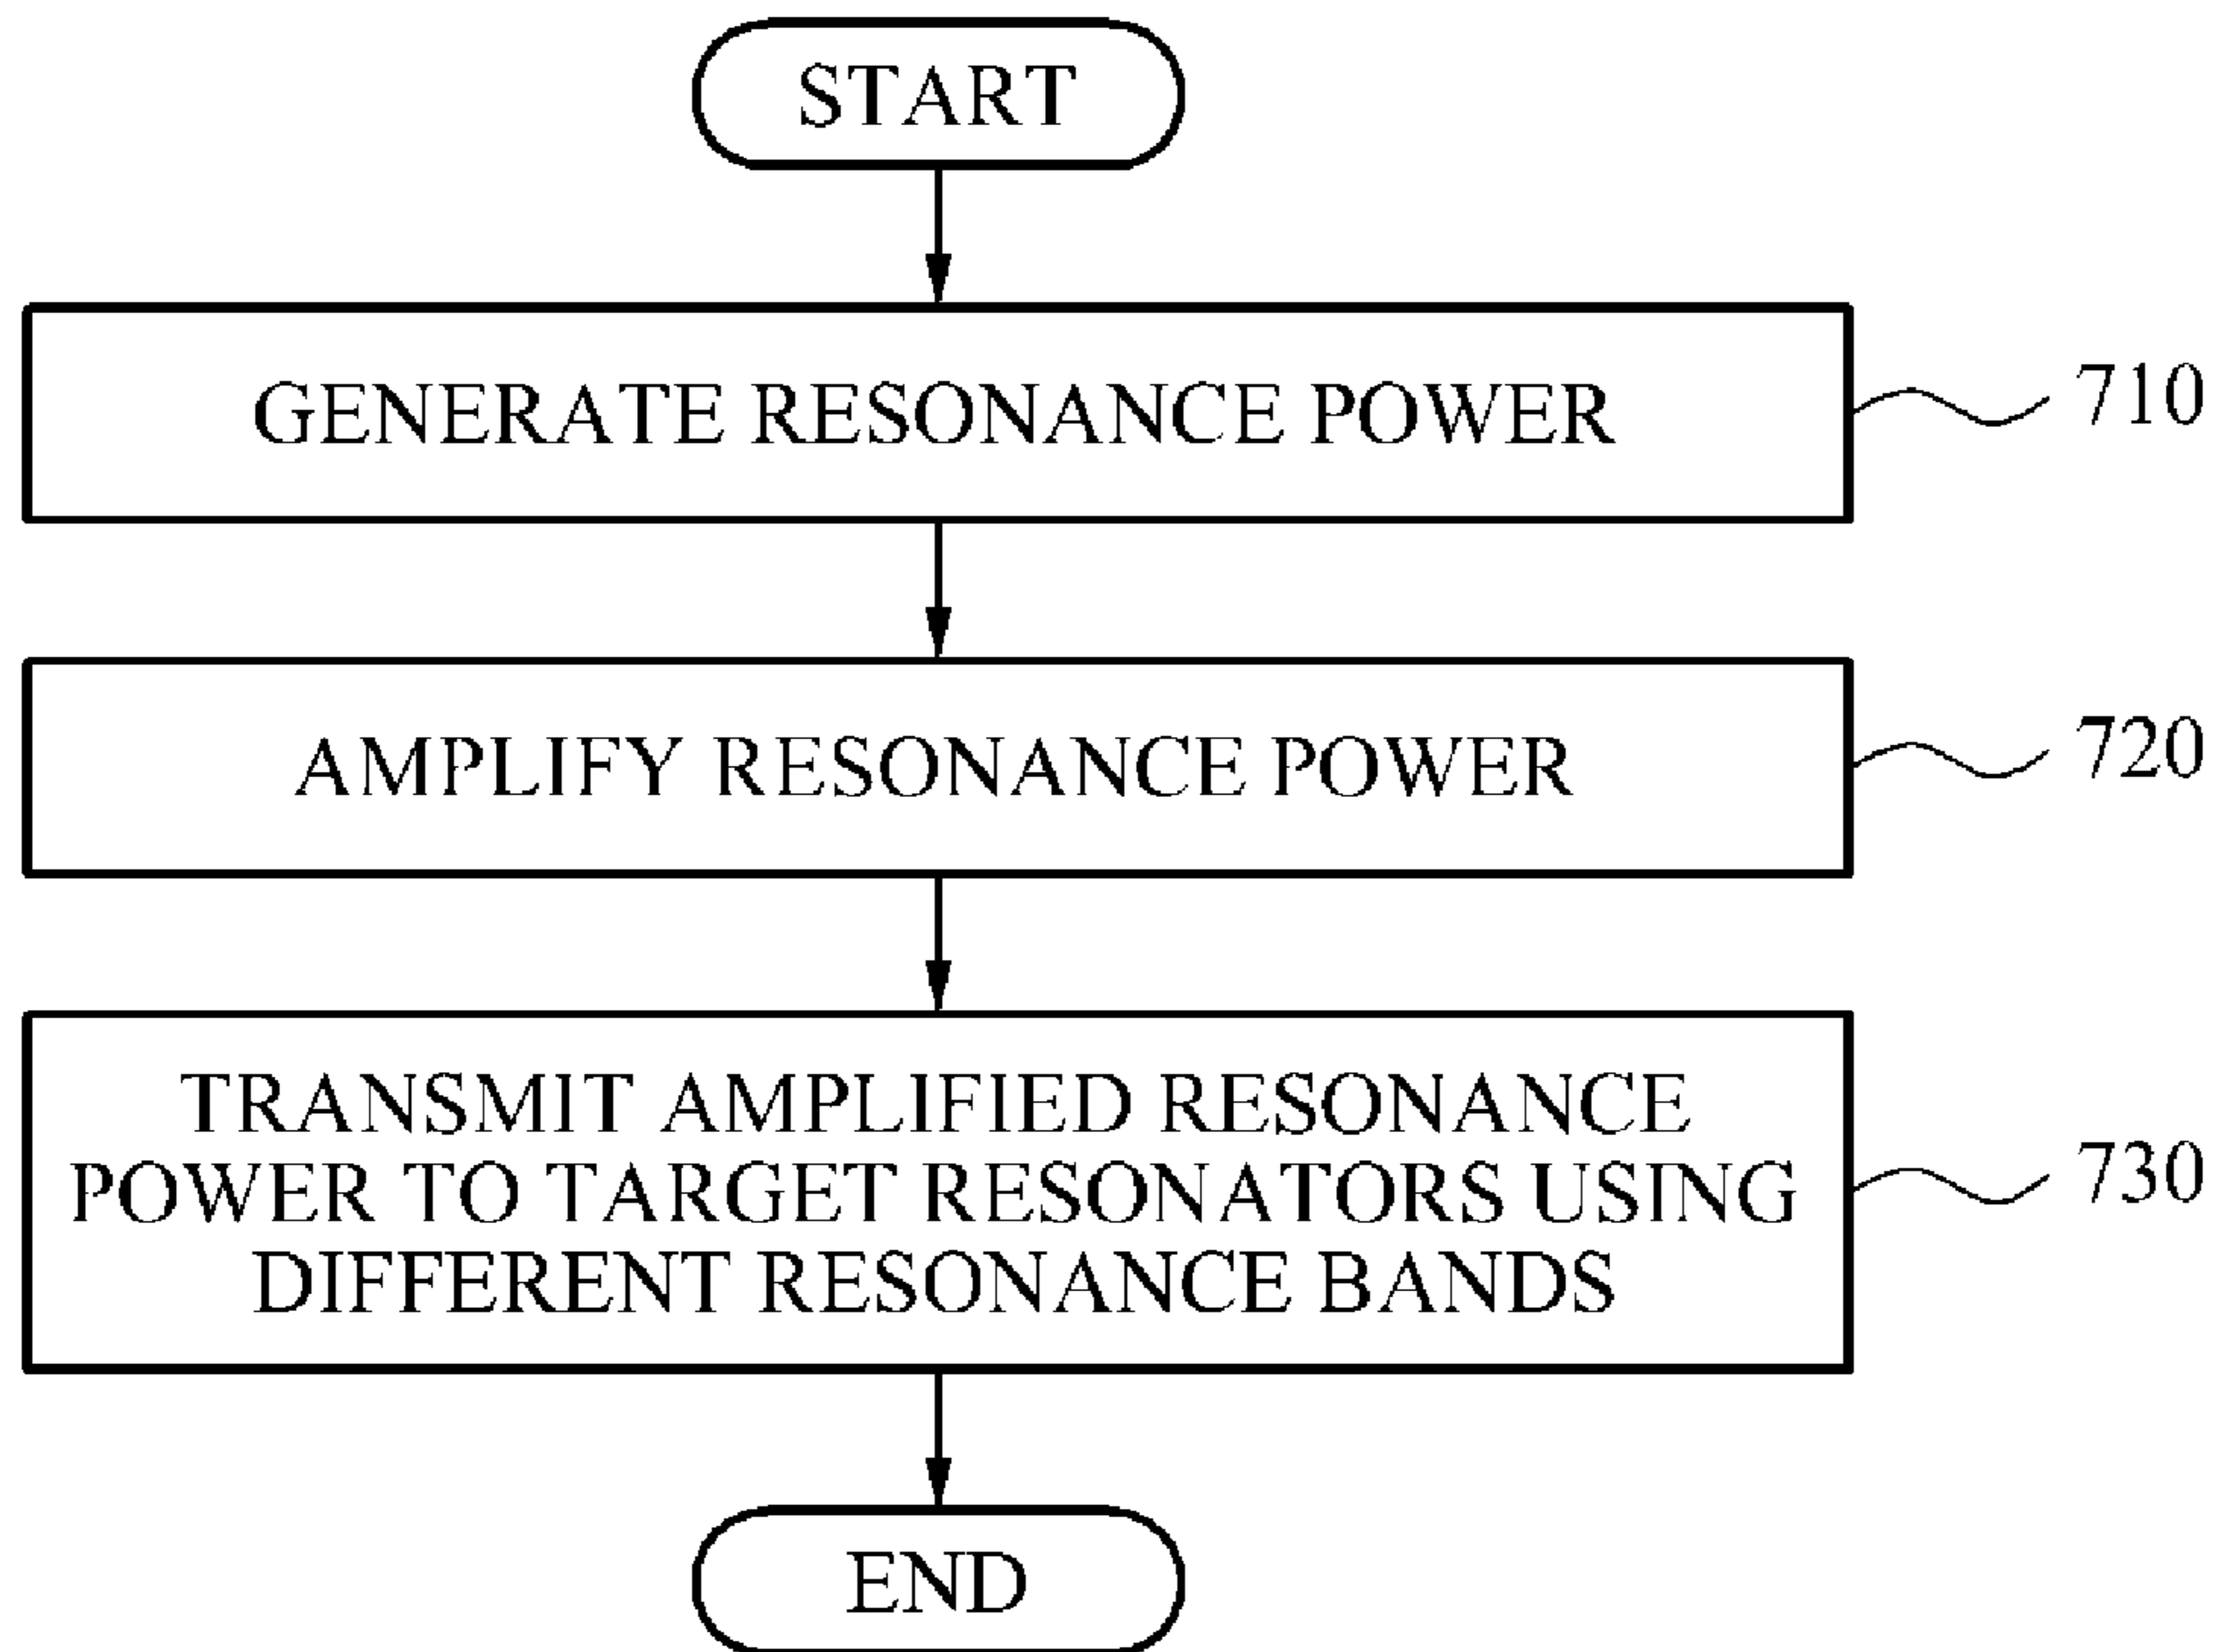 START
GENERATE RESONANCE POWER
710
AMPLIFY RESONANCE POWER
720
TRANSMIT AMPLIFIED RESONANCE
POWER TO TARGET RESONATORS USING
DIFFERENT RESONANCE BANDS
730
END